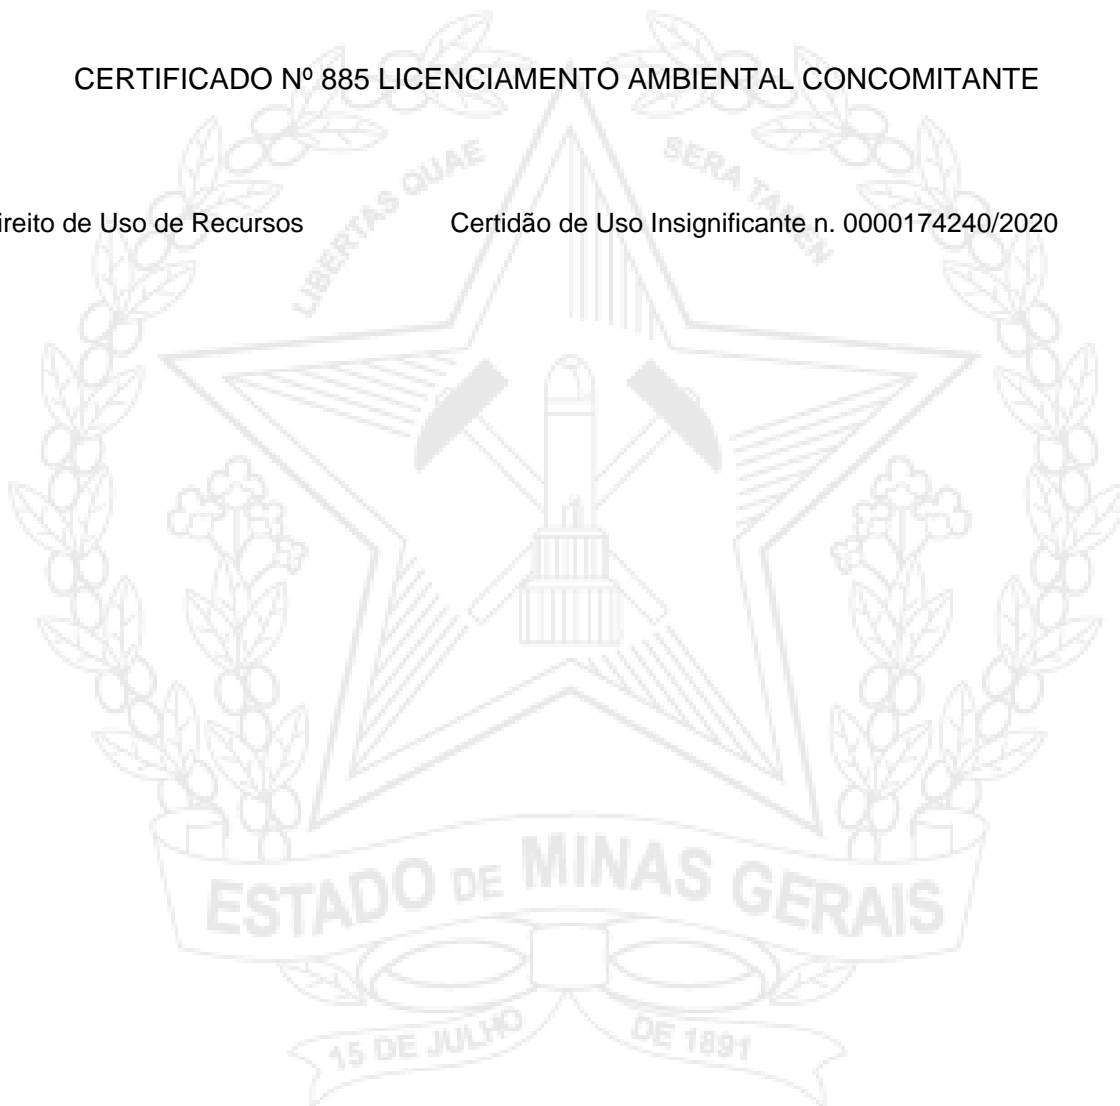 CERTIFICADO Nº 885 LICENCIAMENTO AMBIENTAL CONCOMITANTE
LIBERTAS QUAE SERA TAMEN
ireito de Uso de Recursos Certidão de Uso Insignificante n. 0000174240/2020
ESTADO DE MINAS GERAIS
15 DE JULHO DE 1891